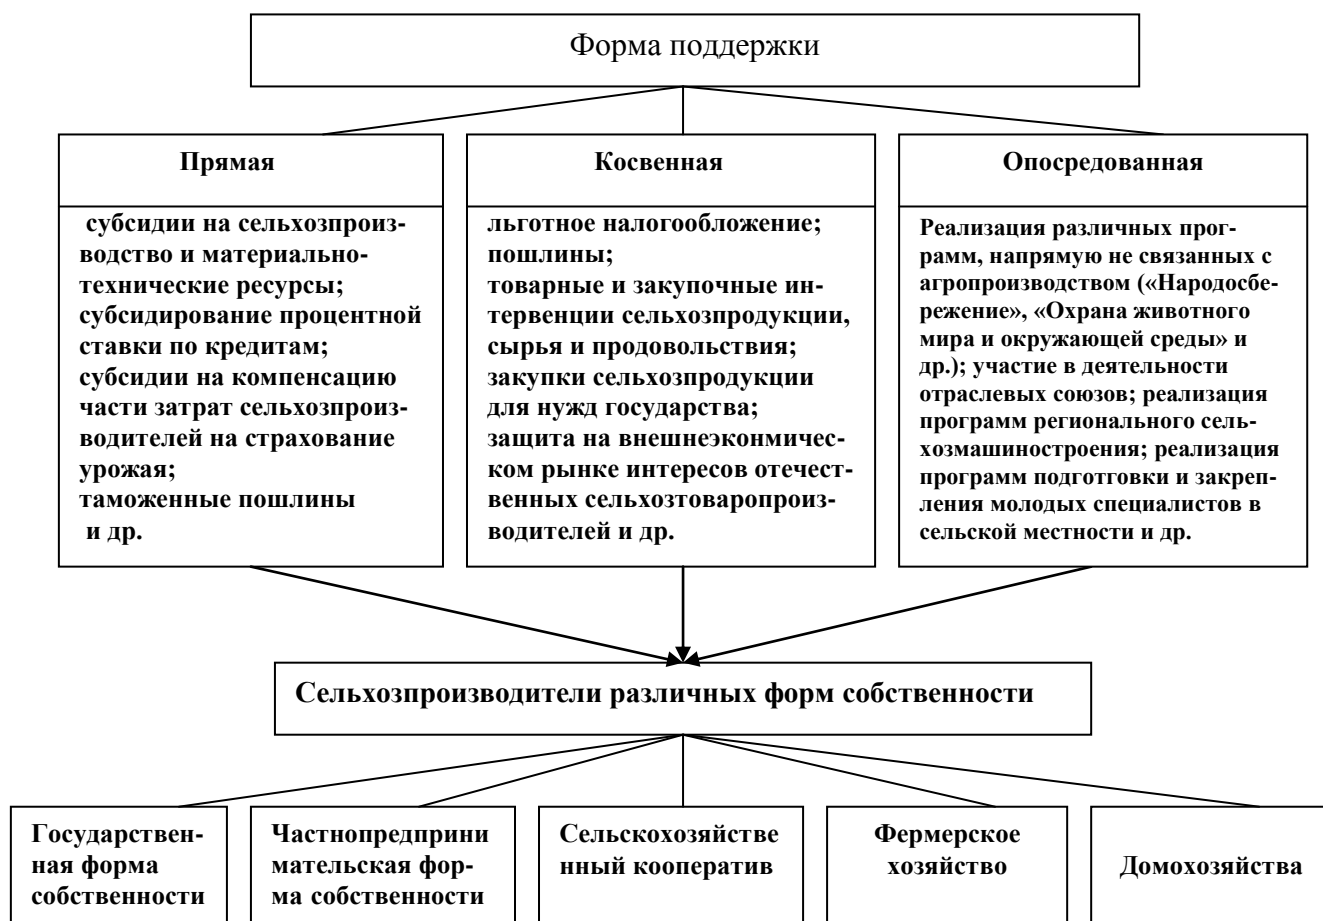 Форма поддержки
Прямая
субсидии на сельхозпроиз-
водство и материально-
технические ресурсы;
субсидирование процентной
ставки по кредитам;
субсидии на компенсацию
части затрат сельхозпроиз-
водителей на страхование
урожая;
таможенные пошлины
и др.
Косвенная
льготное налогообложение;
пошлины;
товарные и закупочные ин-
тервенции сельхозпродукции,
сырья и продовольствия;
закупки сельхозпродукции
для нужд государства;
защита на внешнеэконмичес-
ком рынке интересов отечест-
венных сельхозтоваропроиз-
водителей и др.
Опосредованная
Реализация различных прог-
рамм, напрямую не связанных с
агропроизводством («Народосбе-
режение», «Охрана животного
мира и окружающей среды» и
др.); участие в деятельности
отраслевых союзов; реализация
программ регионального сель-
хозмашиностроения; реализация
программ подготовки и закреп-
ления молодых специалистов в
сельской местности и др.
Сельхозпроизводители различных форм собственности
Государствен-
ная форма
собственности
Частнопредприни
мательская фор-
ма собственности
Сельскохозяйстве
нный кооператив
Фермерское
хозяйство
Домохозяйства